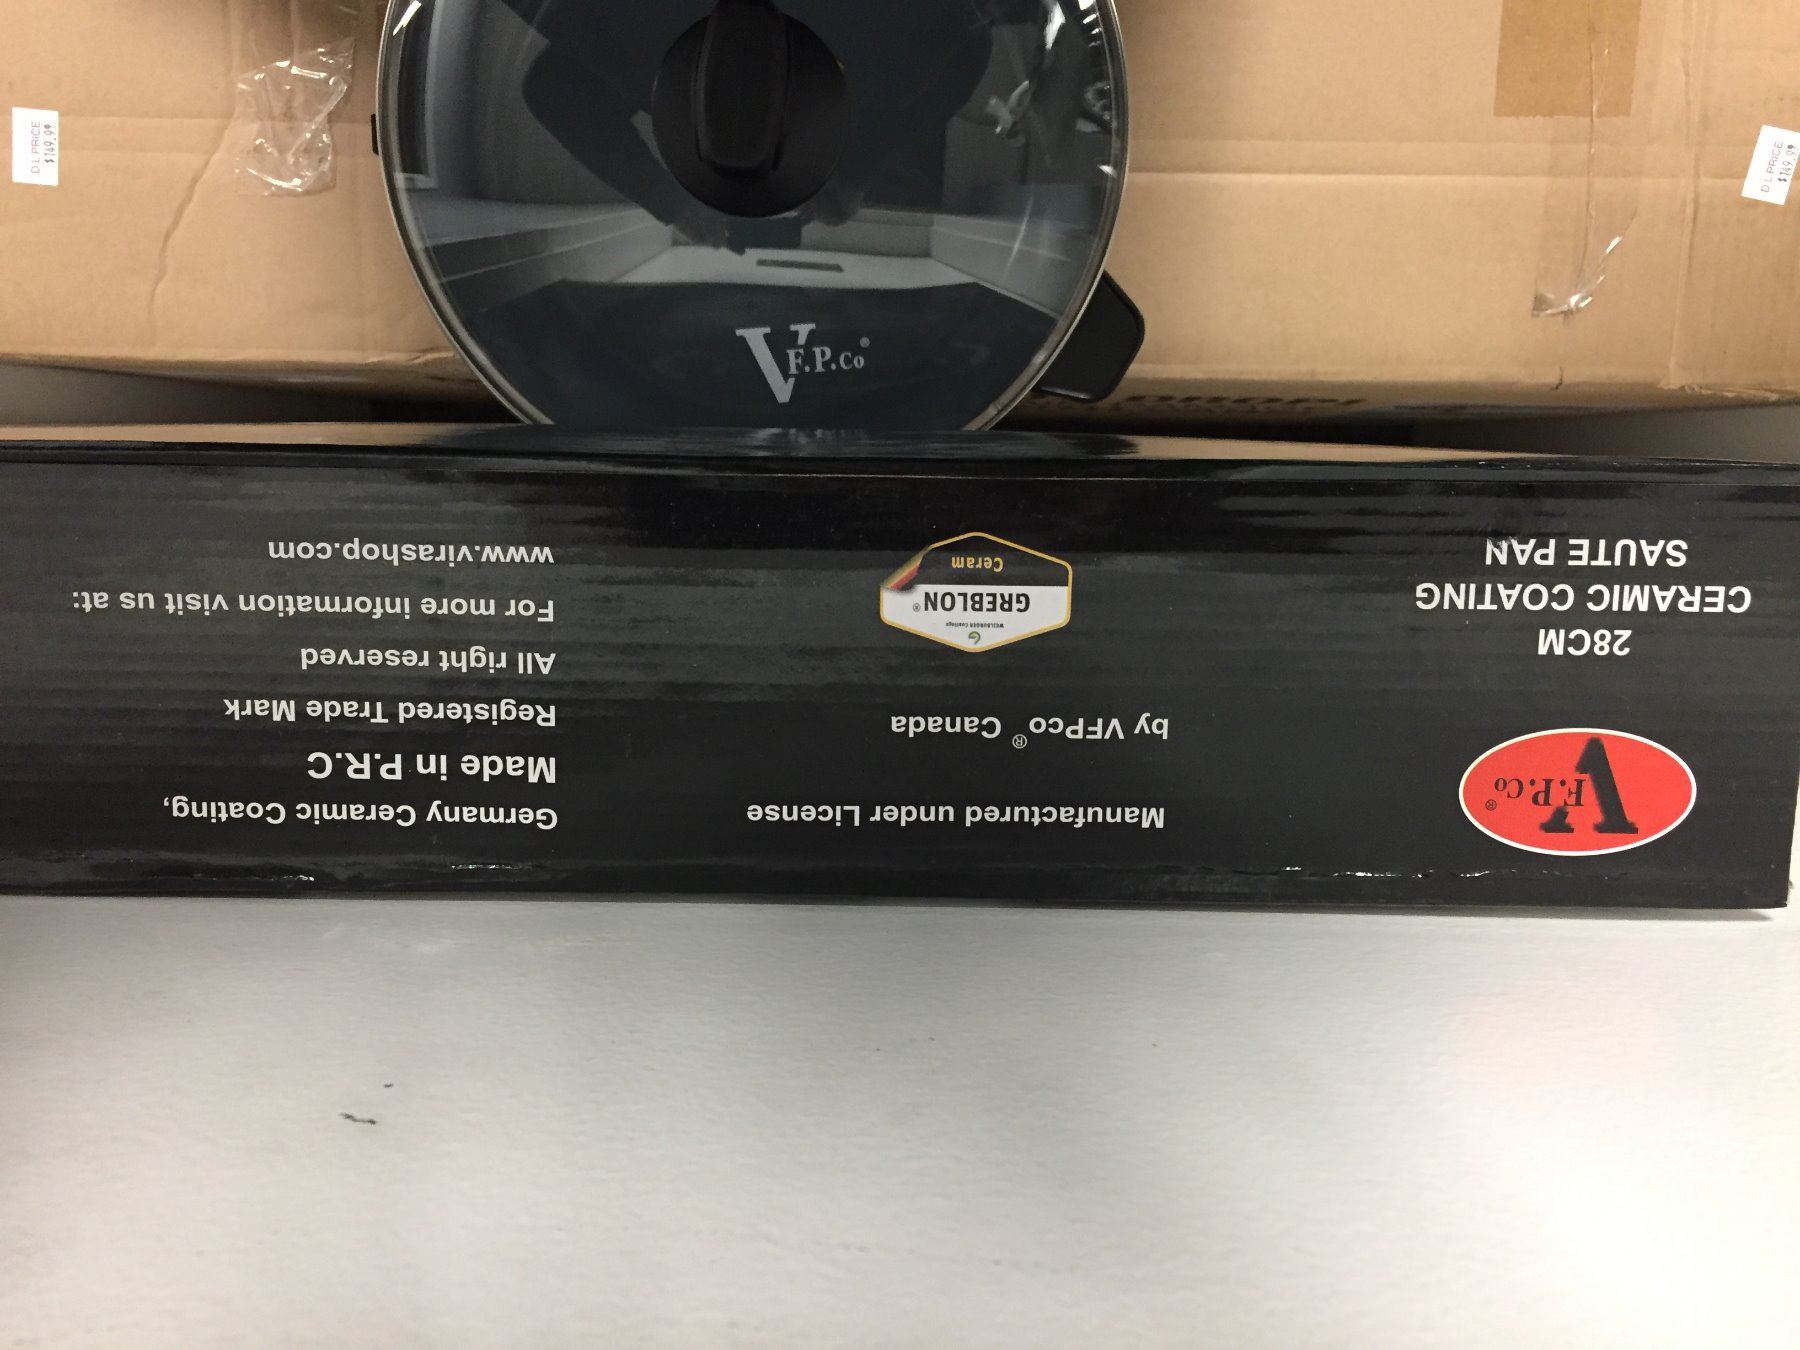 D L PRICE
$149.99
D L PRICE
$149.99
V F.P.Co®
V F.P.Co®
28CM
CERAMIC COATING
SAUTE PAN
Manufactured under License
by VFPco® Canada
WEILBURGER Coatings
GREBLON®
Ceram
Germany Ceramic Coating,
Made in P.R.C
Registered Trade Mark
All right reserved
For more information visit us at:
www.virashop.com